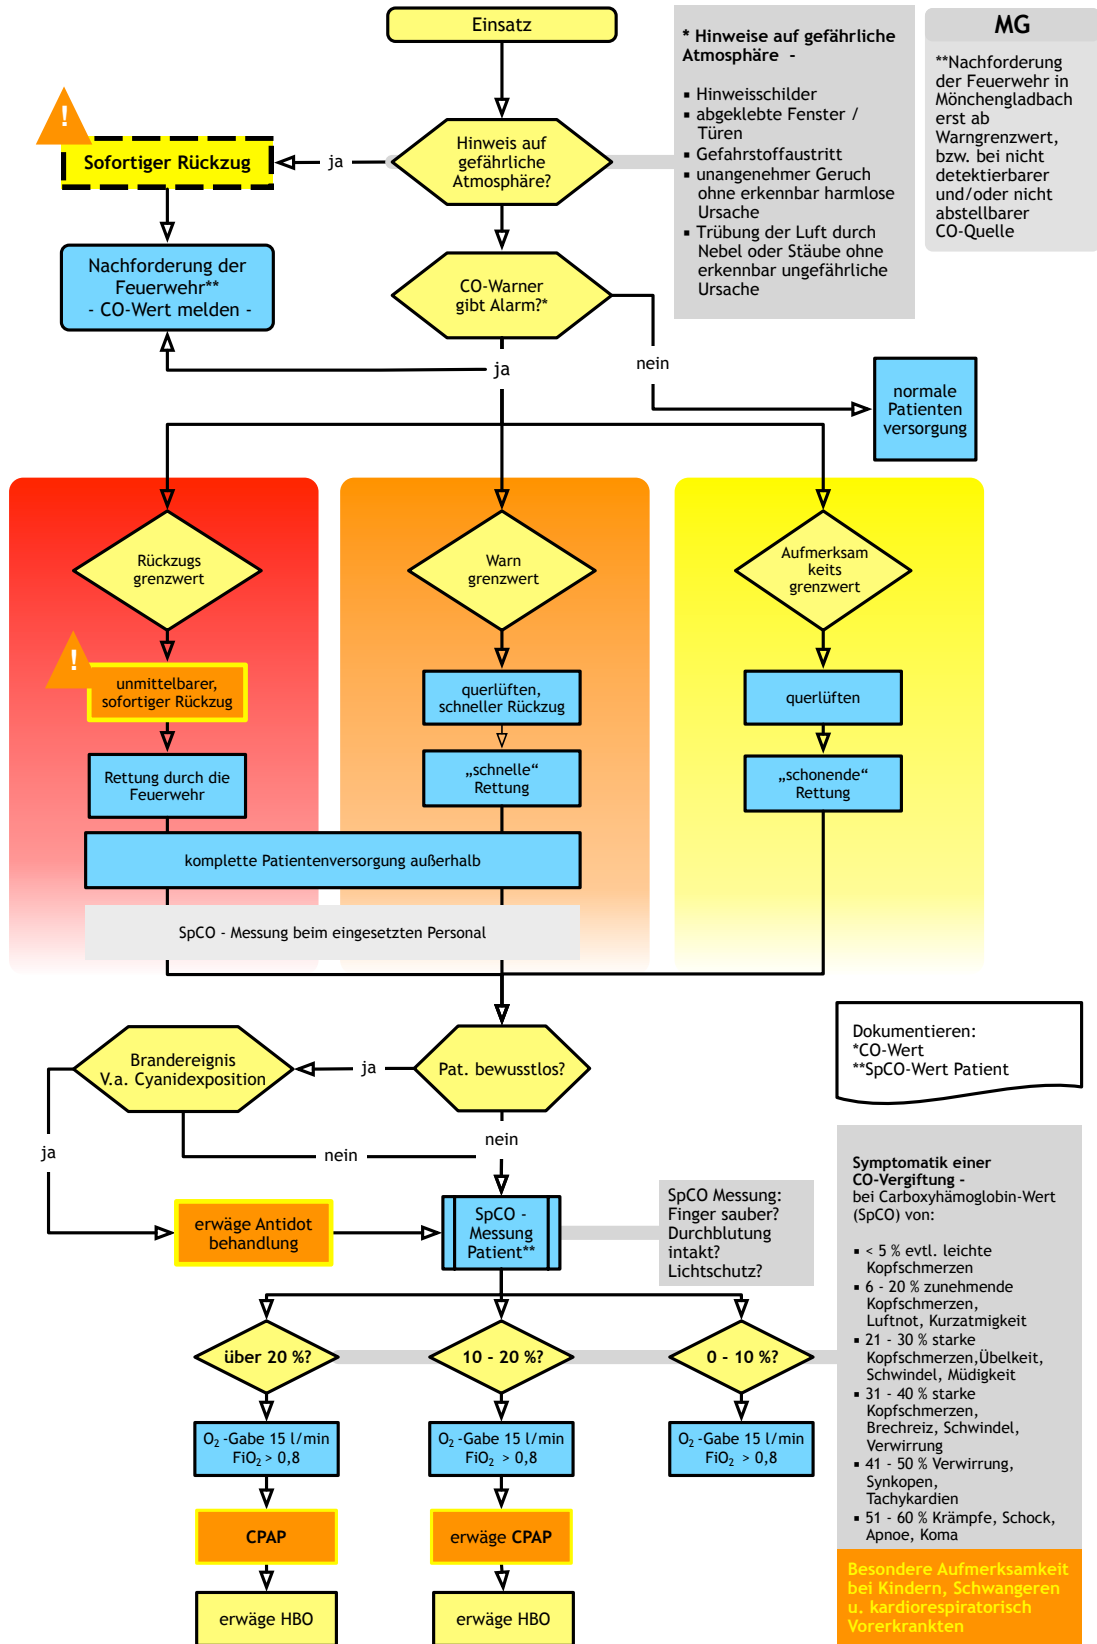 Einsatz
* Hinweise auf gefährliche
Atmosphäre -
▪ Hinweisschilder
▪ abgeklebte Fenster /
Türen
▪ Gefahrstoffaustritt
▪ unangenehmer Geruch
ohne erkennbar harmlose
Ursache
▪ Trübung der Luft durch
Nebel oder Stäube ohne
erkennbar ungefährliche
Ursache
MG
**Nachforderung
der Feuerwehr in
Mönchengladbach
erst ab
Warngrenzwert,
bzw. bei nicht
detektierbarer
und/oder nicht
abstellbarer
CO-Quelle
!
Sofortiger Rückzug
ja
Hinweis auf
gefährliche
Atmosphäre?
Nachforderung der
Feuerwehr**
- CO-Wert melden -
CO-Warner
gibt Alarm?*
ja
nein
normale
Patienten
versorgung
Rückzugs
grenzwert
Warn
grenzwert
Aufmerksam
keits
grenzwert
!
unmittelbarer,
sofortiger Rückzug
querlüften,
schneller Rückzug
querlüften
Rettung durch die
Feuerwehr
„schnelle“
Rettung
„schonende“
Rettung
komplette Patientenversorgung außerhalb
SpCO - Messung beim eingesetzten Personal
Brandereignis
V.a. Cyanidexposition
ja
Pat. bewusstlos?
Dokumentieren:
*CO-Wert
**SpCO-Wert Patient
ja
nein
nein
erwäge Antidot
behandlung
SpCO -
Messung
Patient**
SpCO Messung:
Finger sauber?
Durchblutung
intakt?
Lichtschutz?
Symptomatik einer
CO-Vergiftung -
bei Carboxyhämoglobin-Wert
(SpCO) von:
▪ < 5 % evtl. leichte
Kopfschmerzen
▪ 6 - 20 % zunehmende
Kopfschmerzen,
Luftnot, Kurzatmigkeit
▪ 21 - 30 % starke
Kopfschmerzen,Übelkeit,
Schwindel, Müdigkeit
▪ 31 - 40 % starke
Kopfschmerzen,
Brechreiz, Schwindel,
Verwirrung
▪ 41 - 50 % Verwirrung,
Synkopen,
Tachykardien
▪ 51 - 60 % Krämpfe, Schock,
Apnoe, Koma
über 20 %?
10 - 20 %?
0 - 10 %?
O₂ -Gabe 15 l/min
FiO₂ > 0,8
O₂ -Gabe 15 l/min
FiO₂ > 0,8
O₂ -Gabe 15 l/min
FiO₂ > 0,8
CPAP
erwäge CPAP
erwäge HBO
erwäge HBO
Besondere Aufmerksamkeit
bei Kindern, Schwangeren
u. kardiorespiratorisch
Vorerkrankten